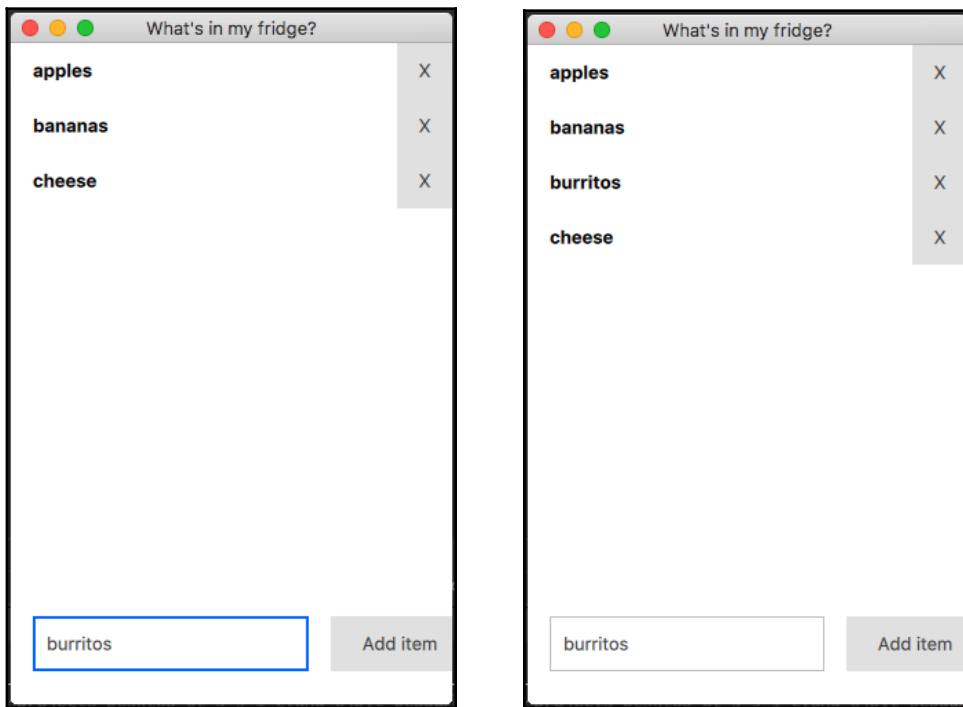 What's in my fridge?
apples X
bananas X
cheese X
burritos Add item
What's in my fridge?
apples X
bananas X
burritos X
cheese X
burritos Add item